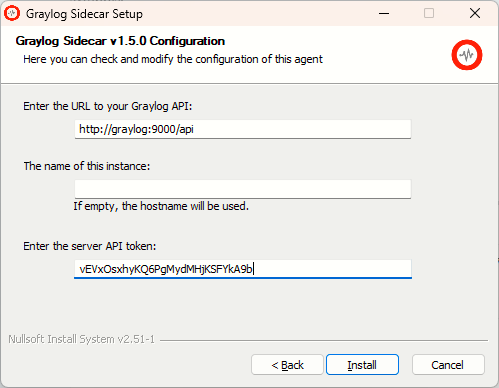 Graylog Sidecar Setup
Graylog Sidecar v1.5.0 Configuration
Here you can check and modify the configuration of this agent
Enter the URL to your Graylog API:
http://graylog:9000/api
The name of this instance:
If empty, the hostname will be used.
Enter the server API token:
vEVxOsxhyKQ6PgMydMHjKSFYkA9b
Nullsoft Install System v2.51-1
< Back
Install
Cancel